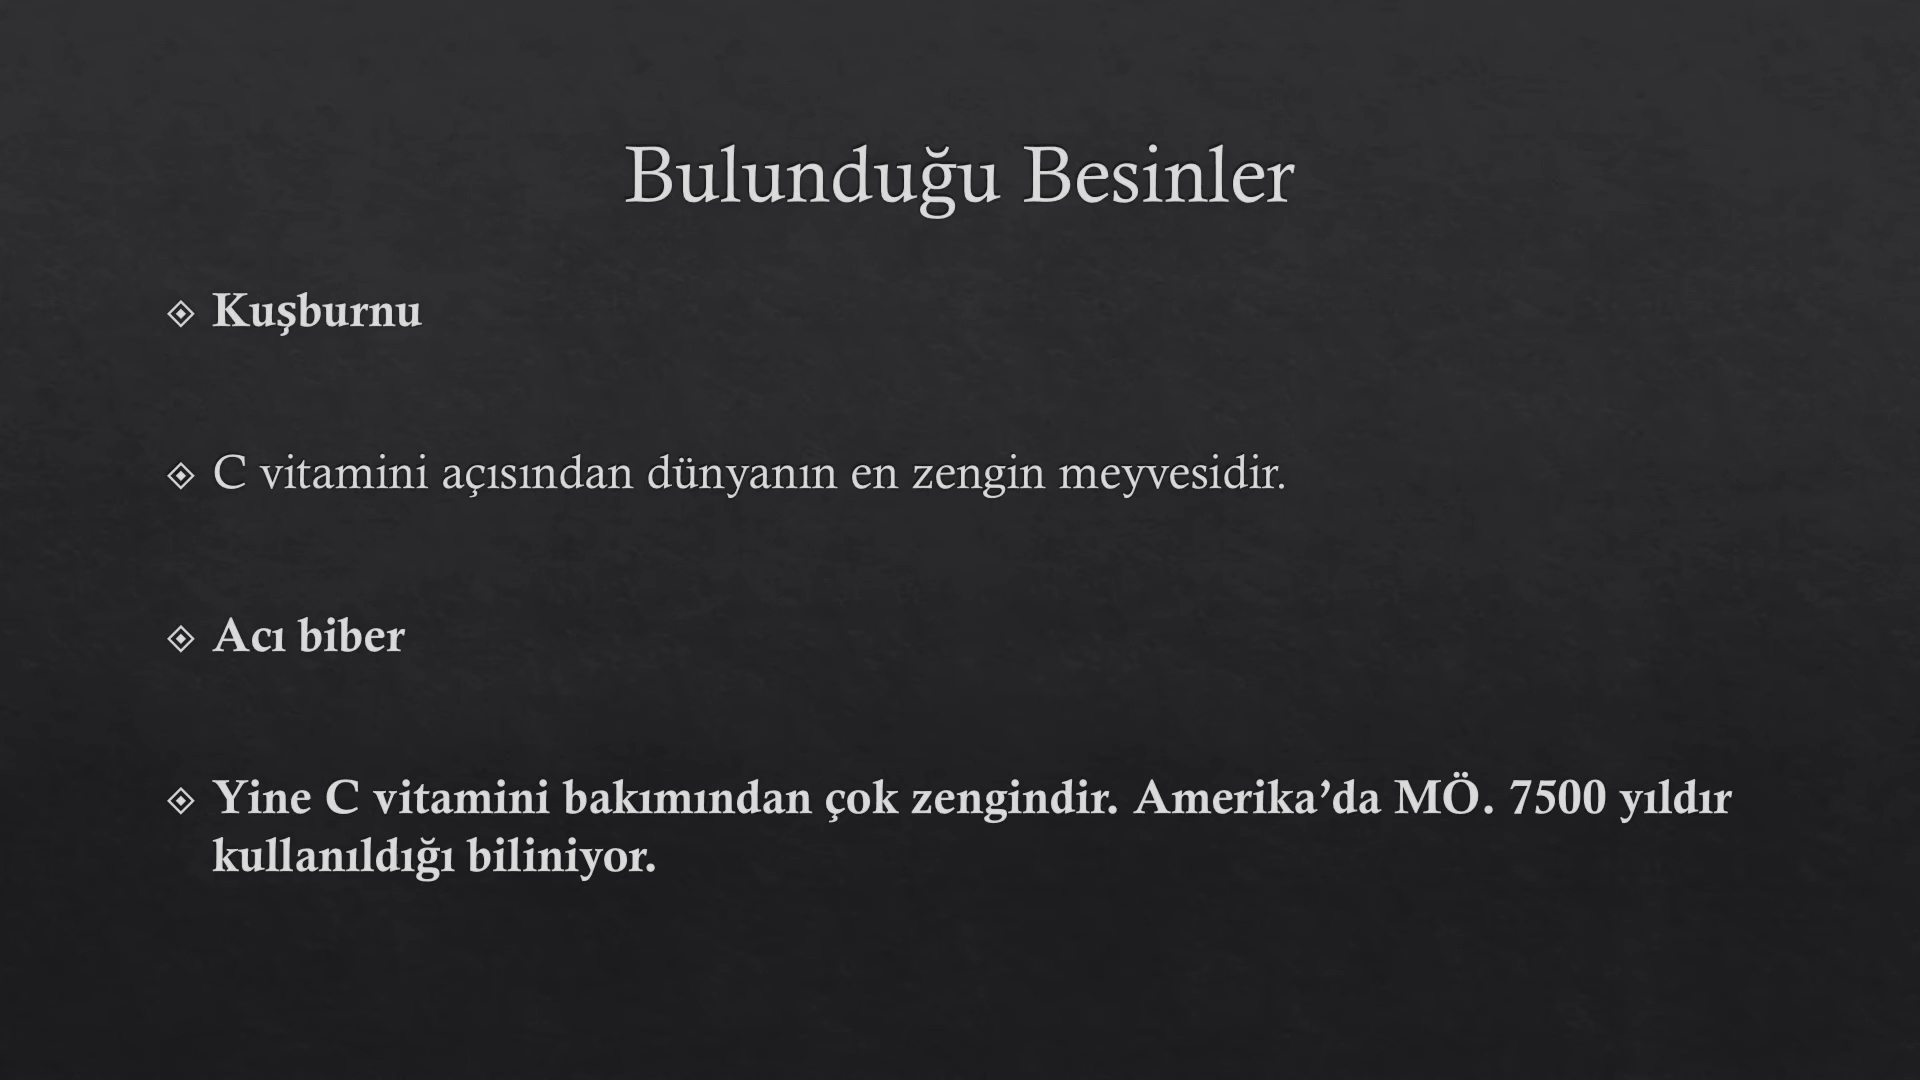 Bulunduğu Besinler
Kuşburnu
C vitamini açısından dünyanın en zengin meyvesidir.
Acı biber
Yine C vitamini bakımından çok zengindir. Amerika’da MÖ. 7500 yıldır
kullanıldığı biliniyor.